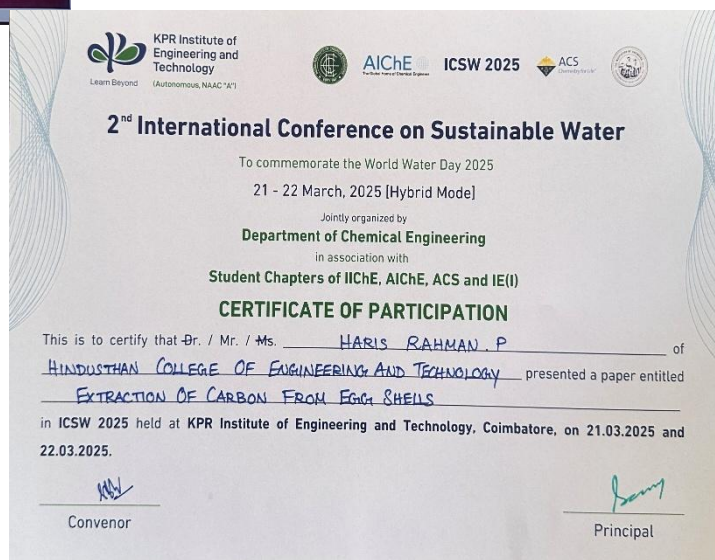 KPR Institute of
Engineering and
Technology
Learn Beyond
(Autonomous, NAAC "A")
AIChE
ICSW 2025
ACS
2nd International Conference on Sustainable Water
To commemorate the World Water Day 2025
21 - 22 March, 2025 [Hybrid Mode]
Jointly organized by
Department of Chemical Engineering
in association with
Student Chapters of IIChE, AIChE, ACS and IE(I)
CERTIFICATE OF PARTICIPATION
This is to certify that Dr. / Mr. / Ms. HARIS RAHMAN. P of
HINDUSTHAN COLLEGE OF ENGINEERING AND TECHNOLOGY presented a paper entitled
EXTRACTION OF CARBON FROM EGG SHELLS
in ICSW 2025 held at KPR Institute of Engineering and Technology, Coimbatore, on 21.03.2025 and
22.03.2025.
Convenor
Principal